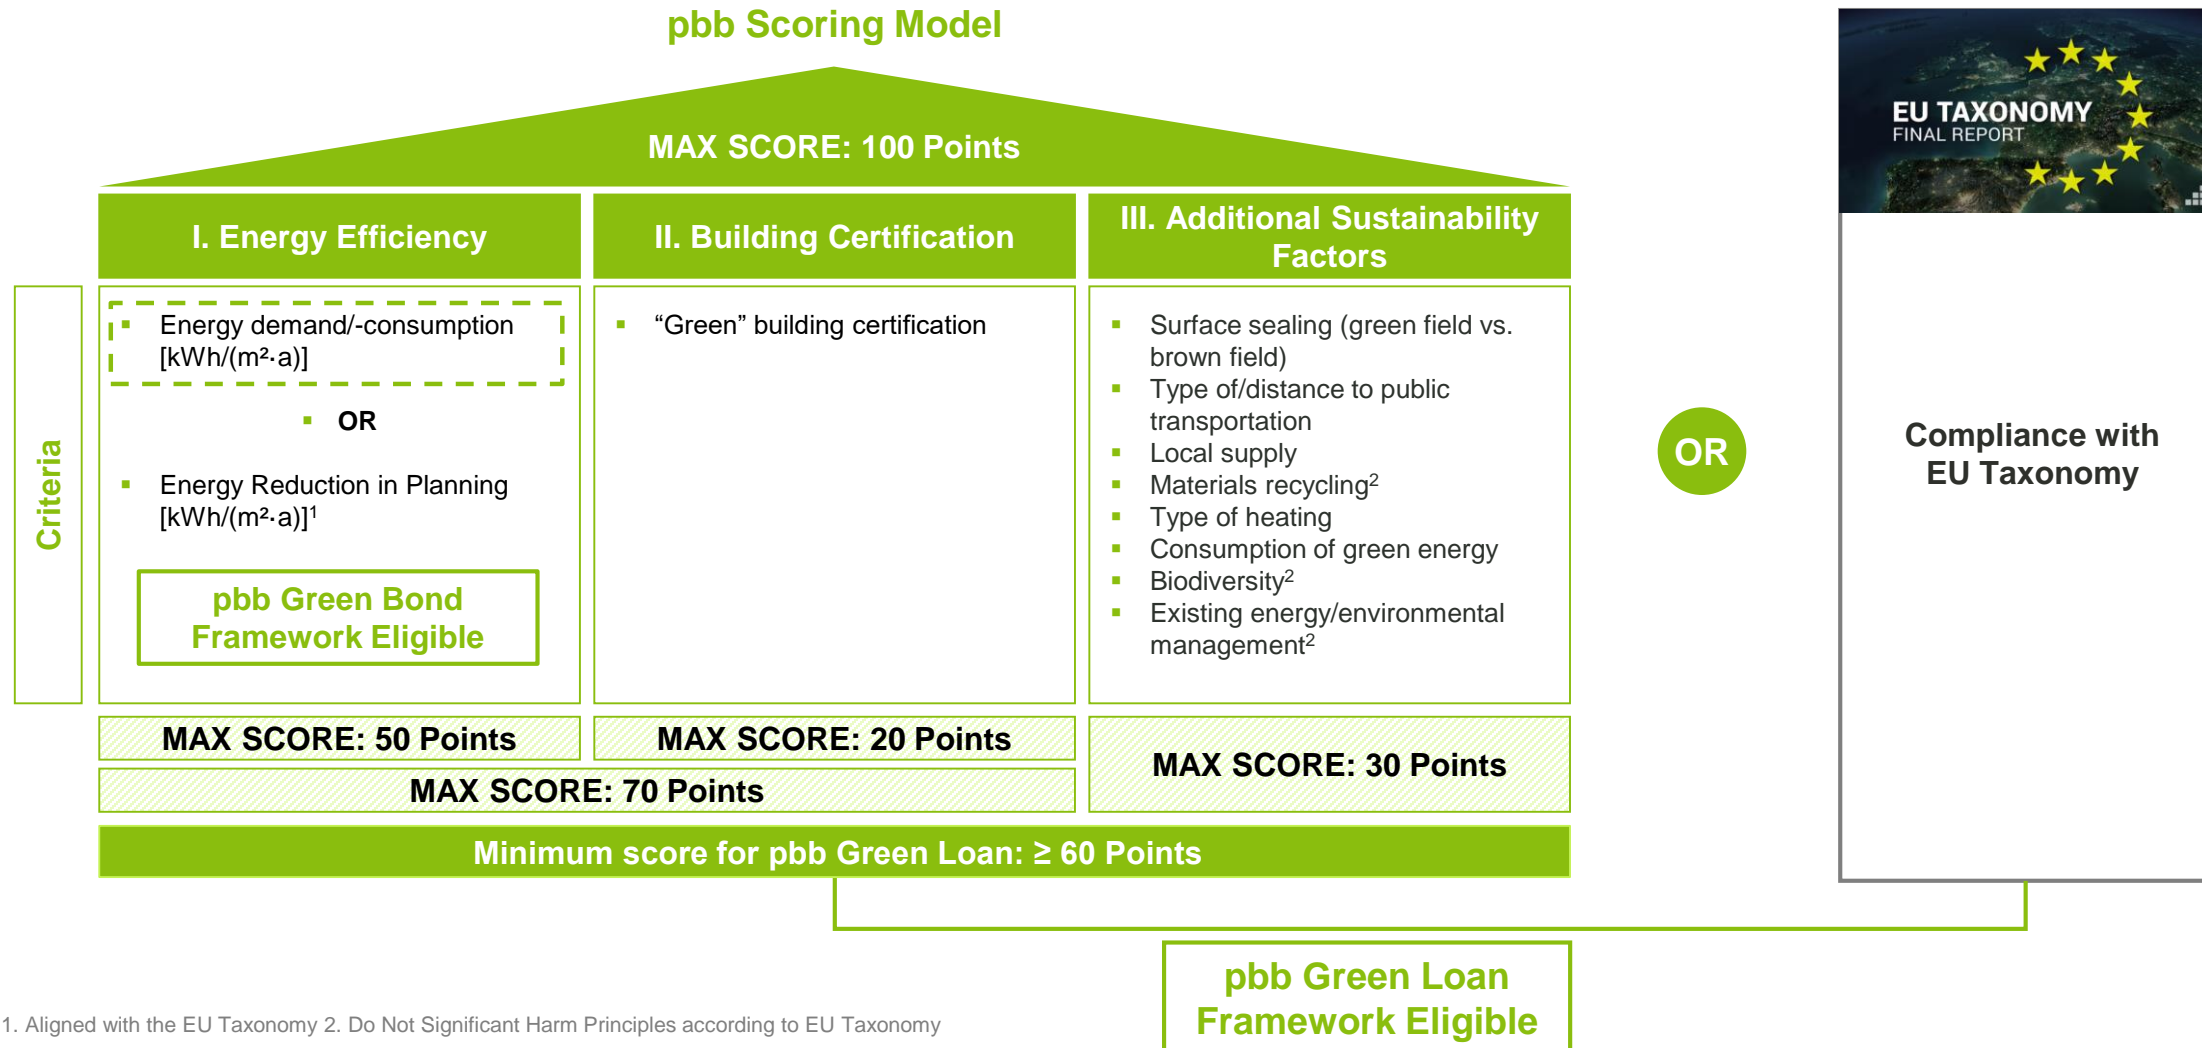 pbb Scoring Model
MAX SCORE: 100 Points
EU TAXONOMY
FINAL REPORT
I. Energy Efficiency
II. Building Certification
III. Additional Sustainability
Factors
Criteria
▪ Energy demand/-consumption
[kWh/(m²·a)]
▪ OR
▪ Energy Reduction in Planning
[kWh/(m²·a)]¹
pbb Green Bond
Framework Eligible
▪ “Green” building certification
▪ Surface sealing (green field vs.
brown field)
▪ Type of/distance to public
transportation
▪ Local supply
▪ Materials recycling²
▪ Type of heating
▪ Consumption of green energy
▪ Biodiversity²
▪ Existing energy/environmental
management²
OR
Compliance with
EU Taxonomy
MAX SCORE: 50 Points
MAX SCORE: 20 Points
MAX SCORE: 30 Points
MAX SCORE: 70 Points
Minimum score for pbb Green Loan: ≥ 60 Points
pbb Green Loan
Framework Eligible
1. Aligned with the EU Taxonomy 2. Do Not Significant Harm Principles according to EU Taxonomy